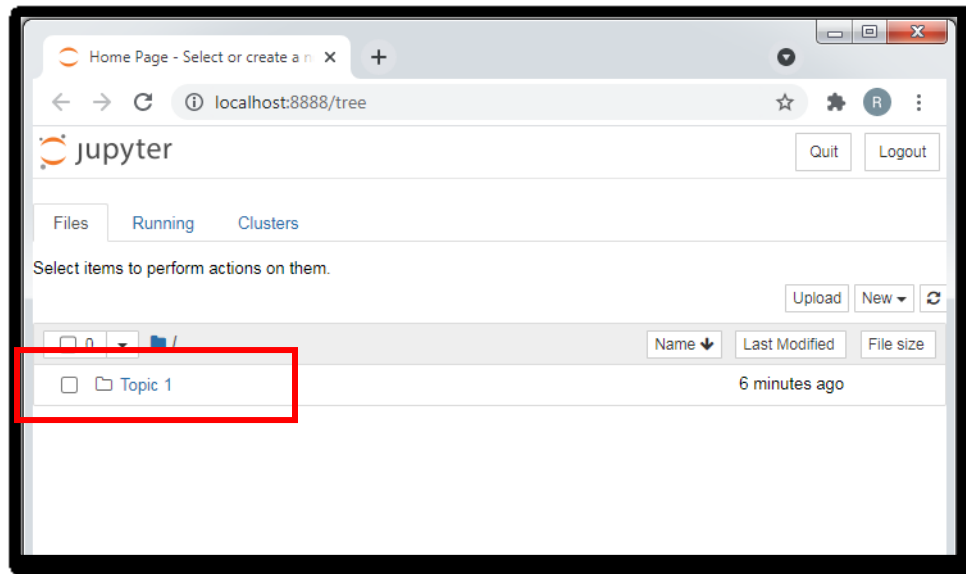 Home Page - Select or create a n
localhost:8888/tree
R
jupyter
Quit
Logout
Files
Running
Clusters
Select items to perform actions on them.
Upload
New
0
/
Name
Last Modified
File size
Topic 1
6 minutes ago